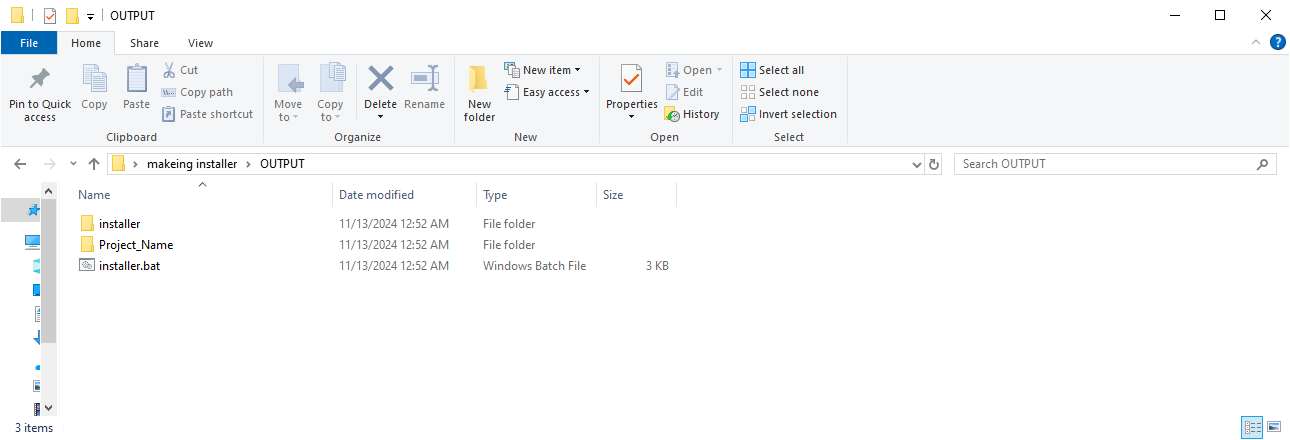 OUTPUT
File Home Share View
Pin to Quick access
Copy
Paste
Cut
Copy path
Paste shortcut
Clipboard
Move to
Copy to
Delete
Rename
Organize
New folder
New item
Easy access
New
Properties
Open
Edit
History
Open
Select all
Select none
Invert selection
Select
makeing installer > OUTPUT
Search OUTPUT
Name Date modified Type Size
installer 11/13/2024 12:52 AM File folder
Project_Name 11/13/2024 12:52 AM File folder
installer.bat 11/13/2024 12:52 AM Windows Batch File 3 KB
3 items